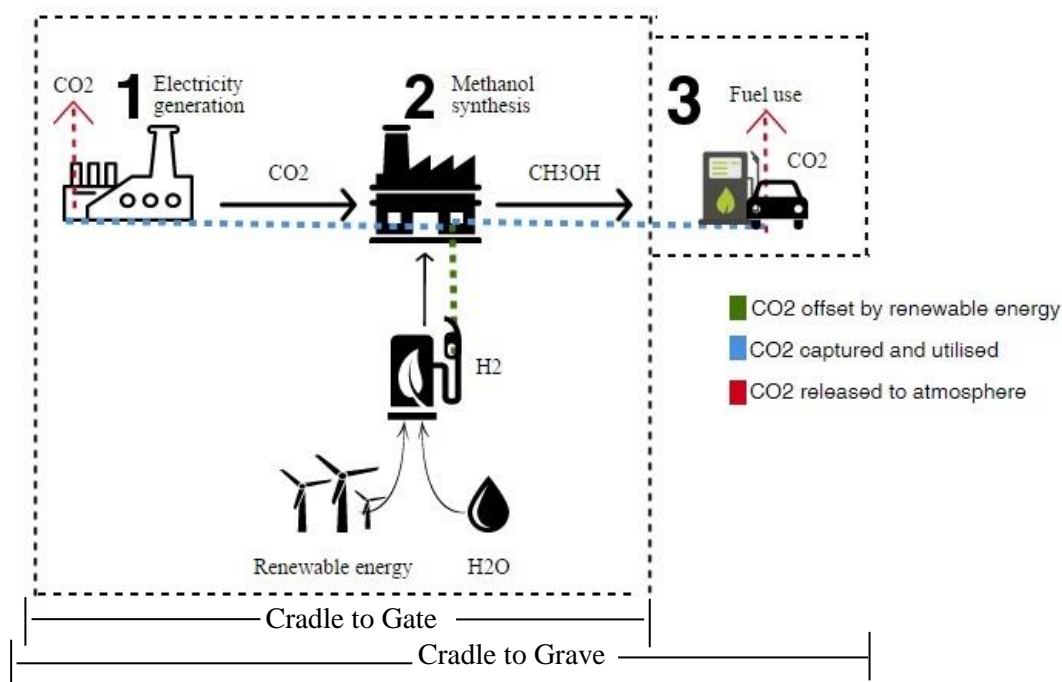 CO2
1
Electricity
generation
2
Methanol
synthesis
3
Fuel use
CO2
CO2
CH3OH
H2
Renewable energy
H2O
CO2 offset by renewable energy
CO2 captured and utilised
CO2 released to atmosphere
Cradle to Gate
Cradle to Grave